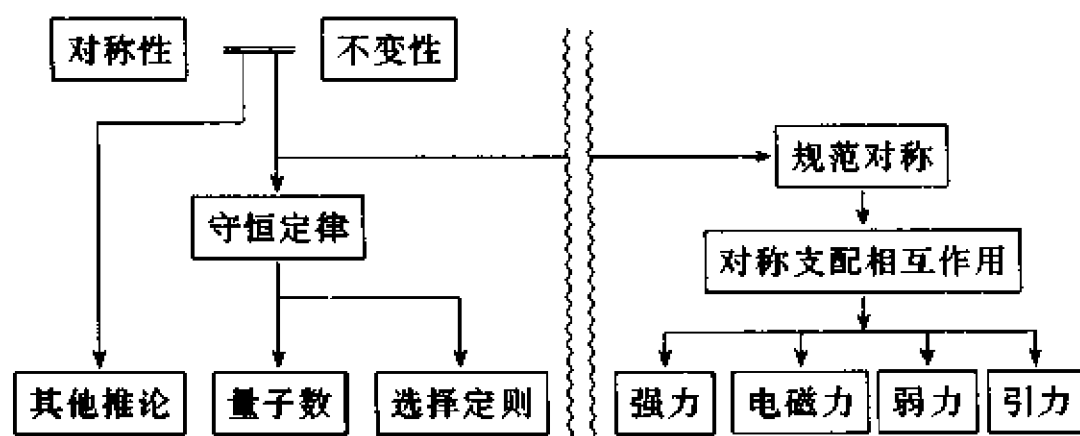 对称性
不变性
规范对称
守恒定律
对称支配相互作用
其他推论
量子数
选择定则
强力
电磁力
弱力
引力